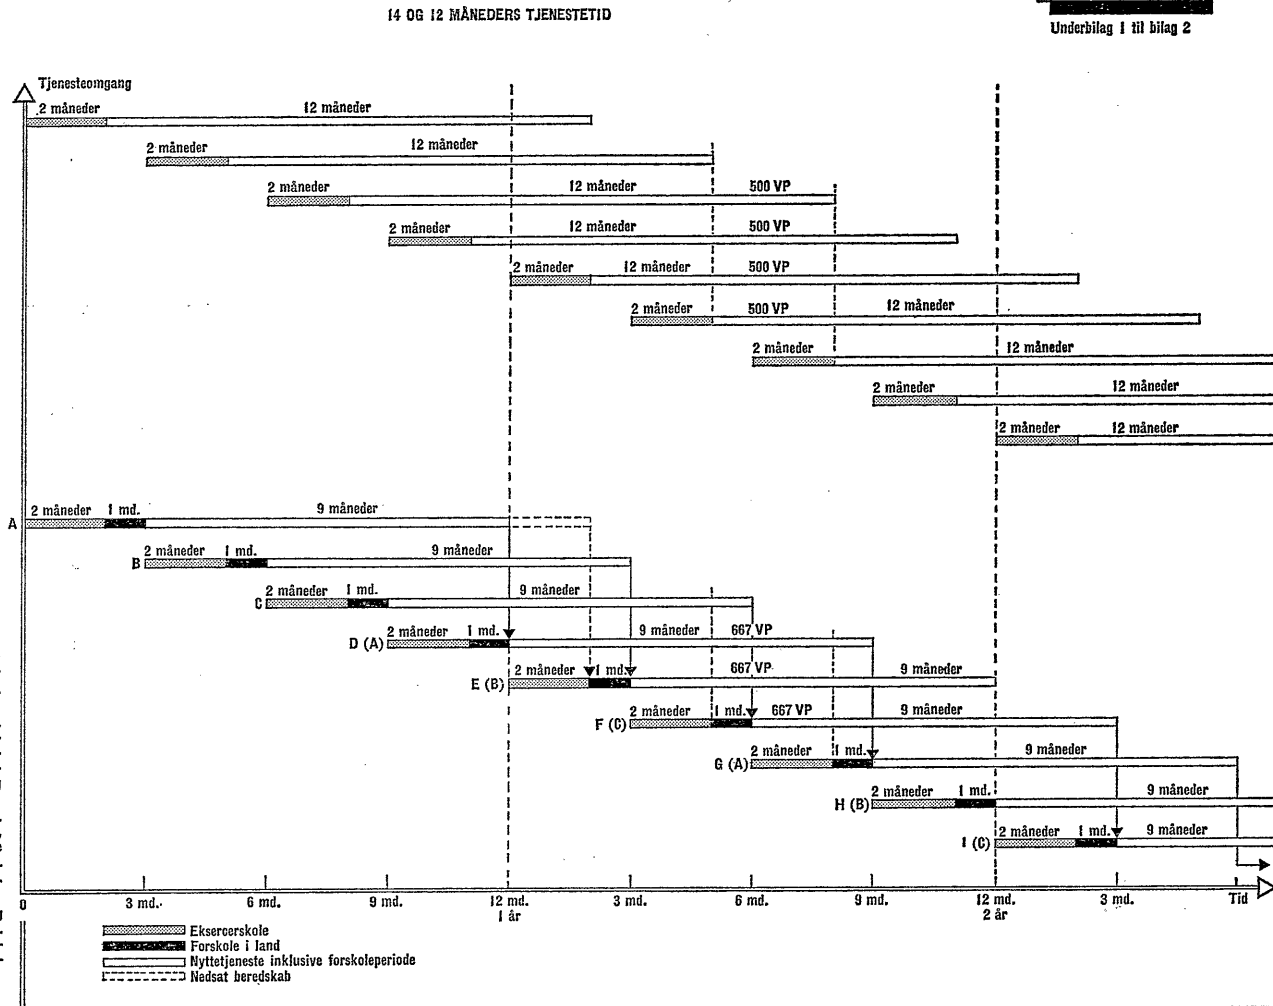 14 OG 12 MÅNEDERS TJENESTETID
Underbilag 1 til bilag 2
Tjenesteomgang
2 måneder 12 måneder
2 måneder 12 måneder
2 måneder 12 måneder 500 VP
2 måneder 12 måneder 500 VP
2 måneder 12 måneder 500 VP
2 måneder 500 VP 12 måneder
2 måneder 12 måneder
2 måneder 12 måneder
2 måneder 12 måneder
A 2 måneder 1 md. 9 måneder
B 2 måneder 1 md. 9 måneder
C 2 måneder 1 md. 9 måneder
D (A) 2 måneder 1 md. 9 måneder 667 VP
E (B) 2 måneder 1 md. 667 VP 9 måneder
F (C) 2 måneder 1 md. 667 VP 9 måneder
G (A) 2 måneder 1 md. 9 måneder
H (B) 2 måneder 1 md. 9 måneder
I (C) 2 måneder 1 md. 9 måneder
0 3 md. 6 md. 9 md. 12 md. 3 md. 6 md. 9 md. 12 md. 3 md. Tid
1 år 2 år
Eksercerskole
Forskole i land
Nyttetjeneste inklusive forskoleperiode
Nedsat beredskab